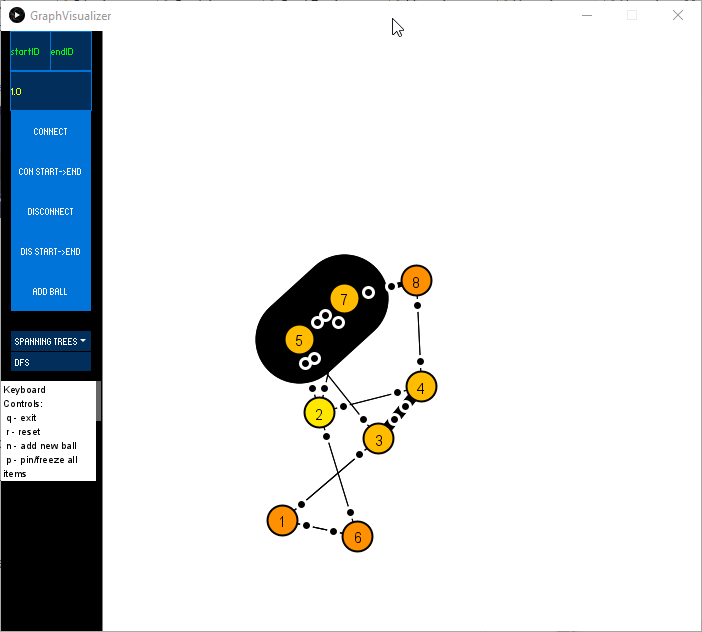 GraphVisualizer
startID endID
1.0
CONNECT
CON START->END
DISCONNECT
DIS START->END
ADD BALL
SPANNING TREES
DFS
Keyboard
Controls:
q - exit
r - reset
n - add new ball
p - pin/freeze all
items
8
7
5
4
2
3
1
6